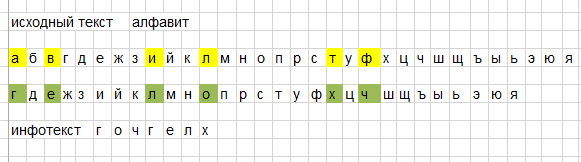 исходный текст алфавит
а б в г д е ж з и й к л м н о п р с т у ф х ц ч ш щ ъ ы ь э ю я
г д е ж з и й к л м н о п р с т у ф х ц ч ш щ ъ ы ь э ю я
инфотекст г о ч г е л х